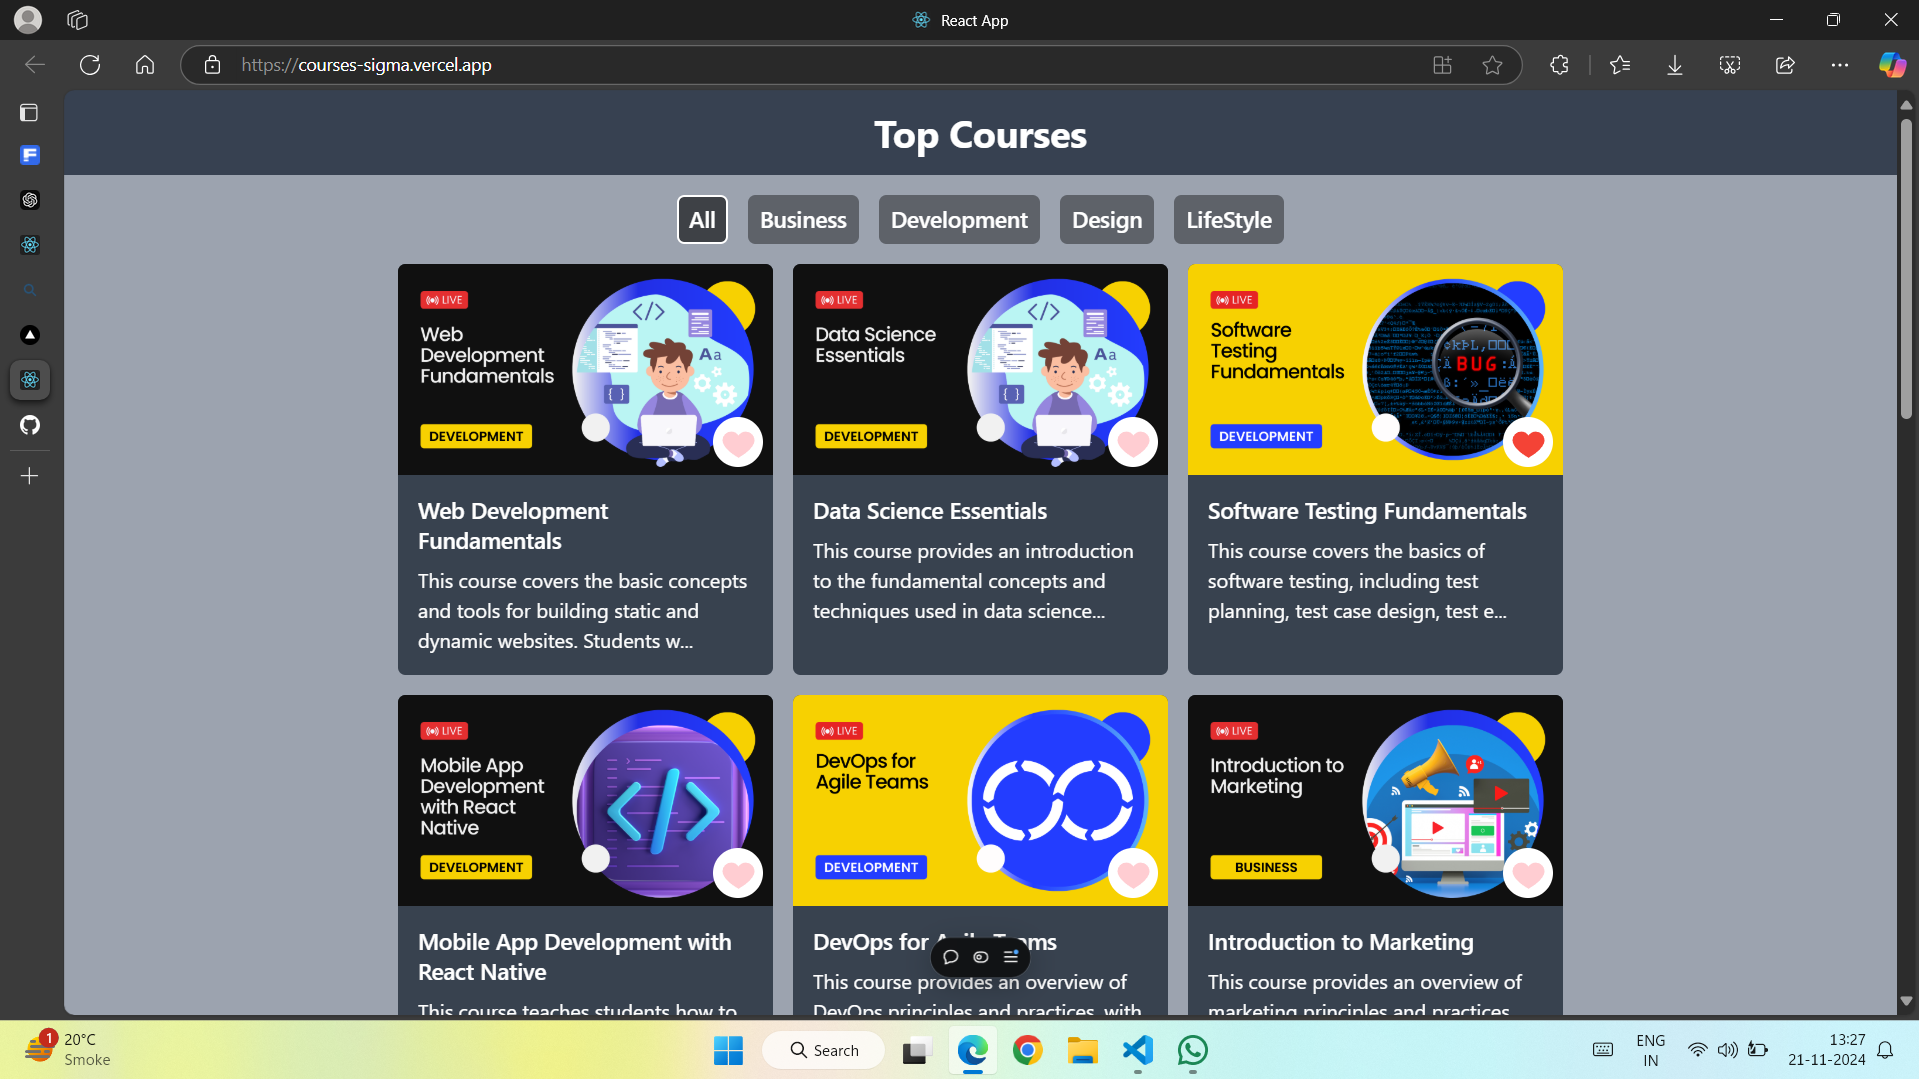 React App
https://courses-sigma.vercel.app
Top Courses
All
Business
Development
Design
LifeStyle
LIVE
Web
Development
Fundamentals
Aa
DEVELOPMENT
LIVE
Data Science
Essentials
Aa
DEVELOPMENT
LIVE
Software
Testing
Fundamentals
BUG
DEVELOPMENT
Web Development
Fundamentals
This course covers the basic concepts
and tools for building static and
dynamic websites. Students w...
Data Science Essentials
This course provides an introduction
to the fundamental concepts and
techniques used in data science...
Software Testing Fundamentals
This course covers the basics of
software testing, including test
planning, test case design, test e...
LIVE
Mobile App
Development
with React
Native
DEVELOPMENT
LIVE
DevOps for
Agile Teams
DEVELOPMENT
LIVE
Introduction to
Marketing
BUSINESS
Mobile App Development with
React Native
This course teaches students how to
DevOps for Agile Teams
This course provides an overview of
DevOps principles and practices, with
Introduction to Marketing
This course provides an overview of
marketing principles and practices
1
20°C
Smoke
Search
ENG
IN
13:27
21-11-2024